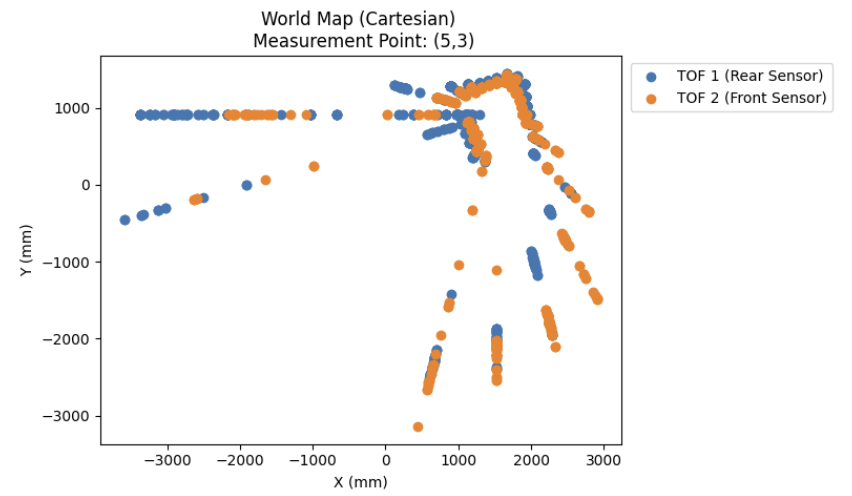 World Map (Cartesian)
Measurement Point: (5,3)
TOF 1 (Rear Sensor)
TOF 2 (Front Sensor)
1000
0
−1000
−2000
−3000
Y (mm)
−3000 −2000 −1000 0 1000 2000 3000
X (mm)